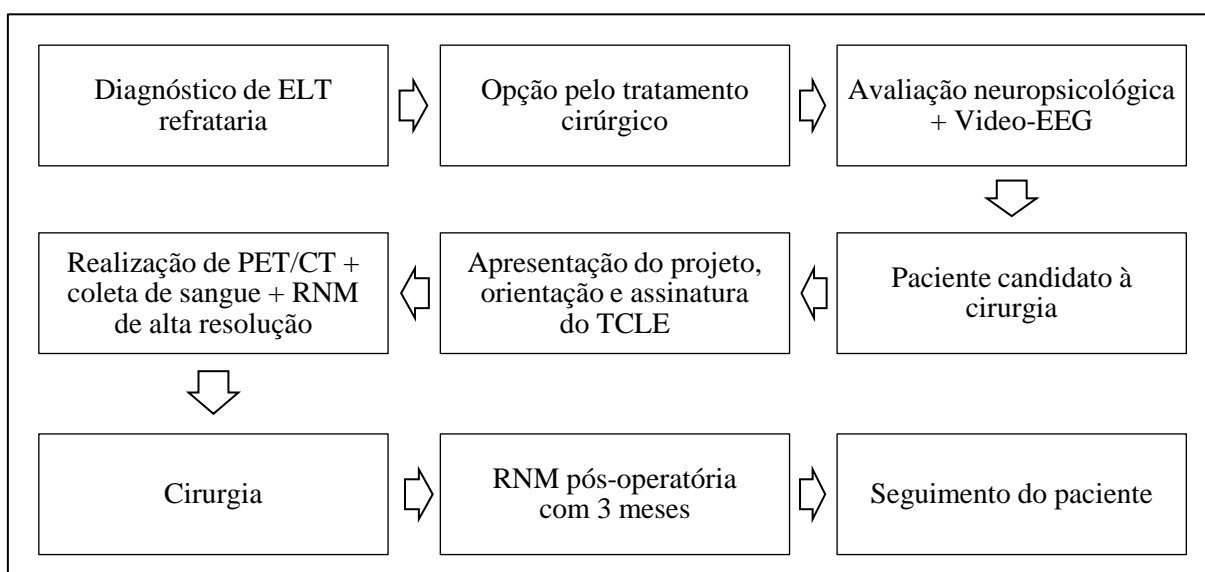 Diagnóstico de ELT
refrataria
Opção pelo tratamento
cirúrgico
Avaliação neuropsicológica
+ Video-EEG
Paciente candidato à
cirurgia
Apresentação do projeto,
orientação e assinatura
do TCLE
Realização de PET/CT +
coleta de sangue + RNM
de alta resolução
Cirurgia
RNM pós-operatória
com 3 meses
Seguimento do paciente